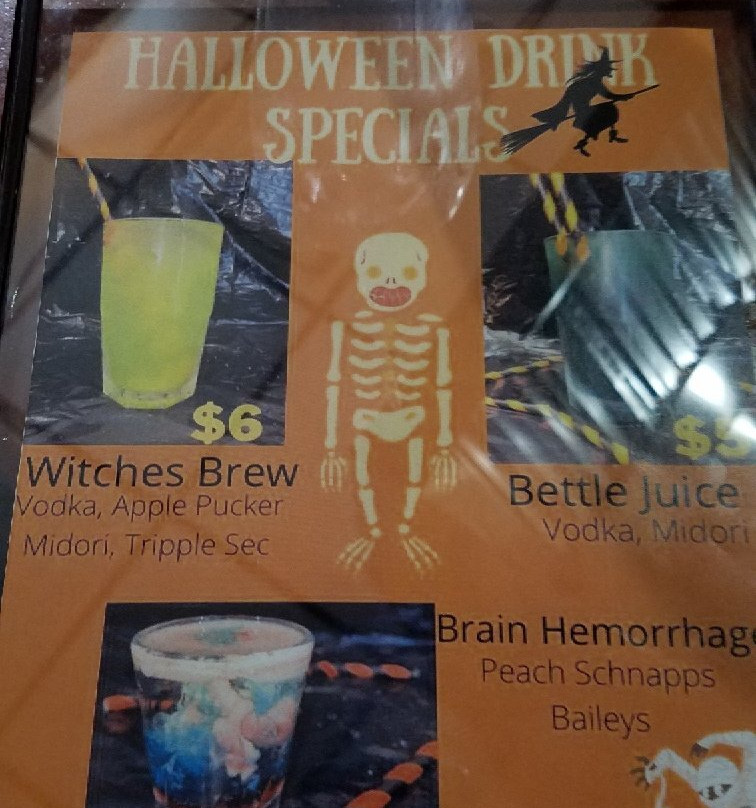 HALLOWEEN DRINK
SPECIALS
$6
Witches Brew
Vodka, Apple Pucker
Midori, Tripple Sec
$5
Bettle Juice
Vodka, Midori
Brain Hemorrhage
Peach Schnapps
Baileys